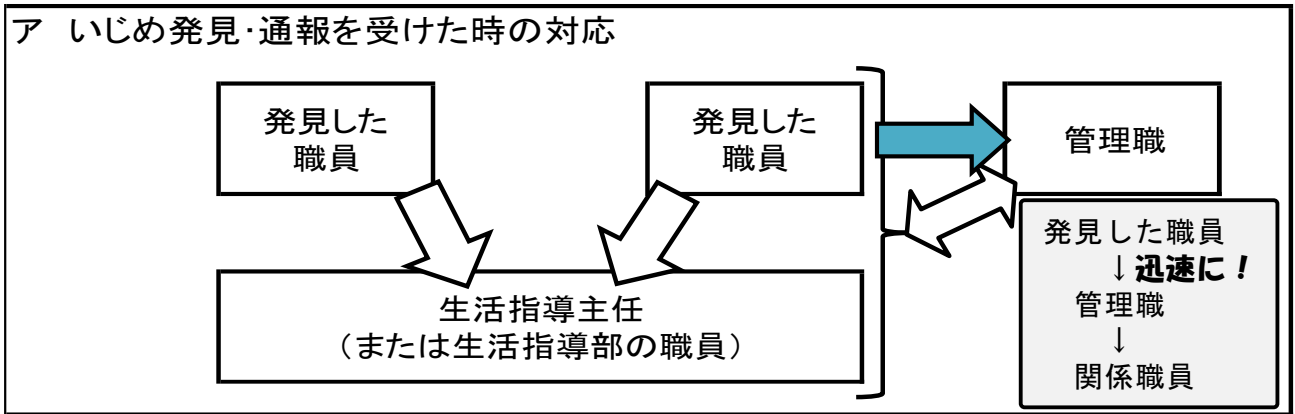 ア いじめ発見・通報を受けた時の対応
発見した
職員
発見した
職員
管理職
生活指導主任
（または生活指導部の職員）
発見した職員
↓迅速に！
管理職
↓
関係職員